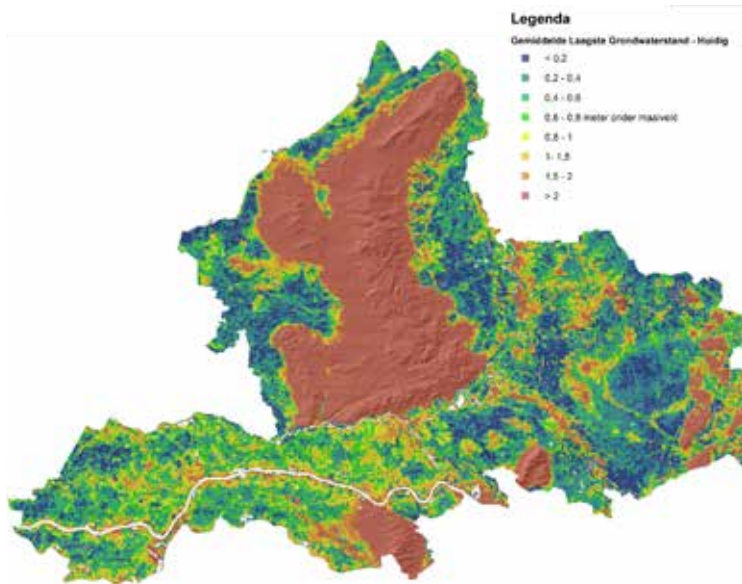 Legenda
Gemiddelde Laagste Grondwaterstand - Huidig
< 0,2
0,2 - 0,4
0,4 - 0,6
0,6 - 0,8 meter onder maaiveld
0,8 - 1
1 - 1,5
1,5 - 2
> 2